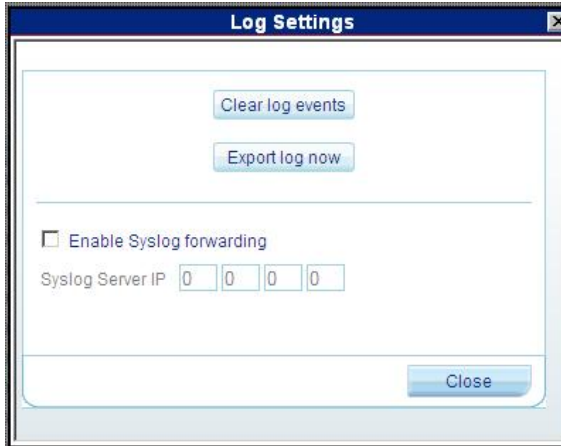 Log Settings
Clear log events
Export log now
Enable Syslog forwarding
Syslog Server IP 0 0 0 0
Close